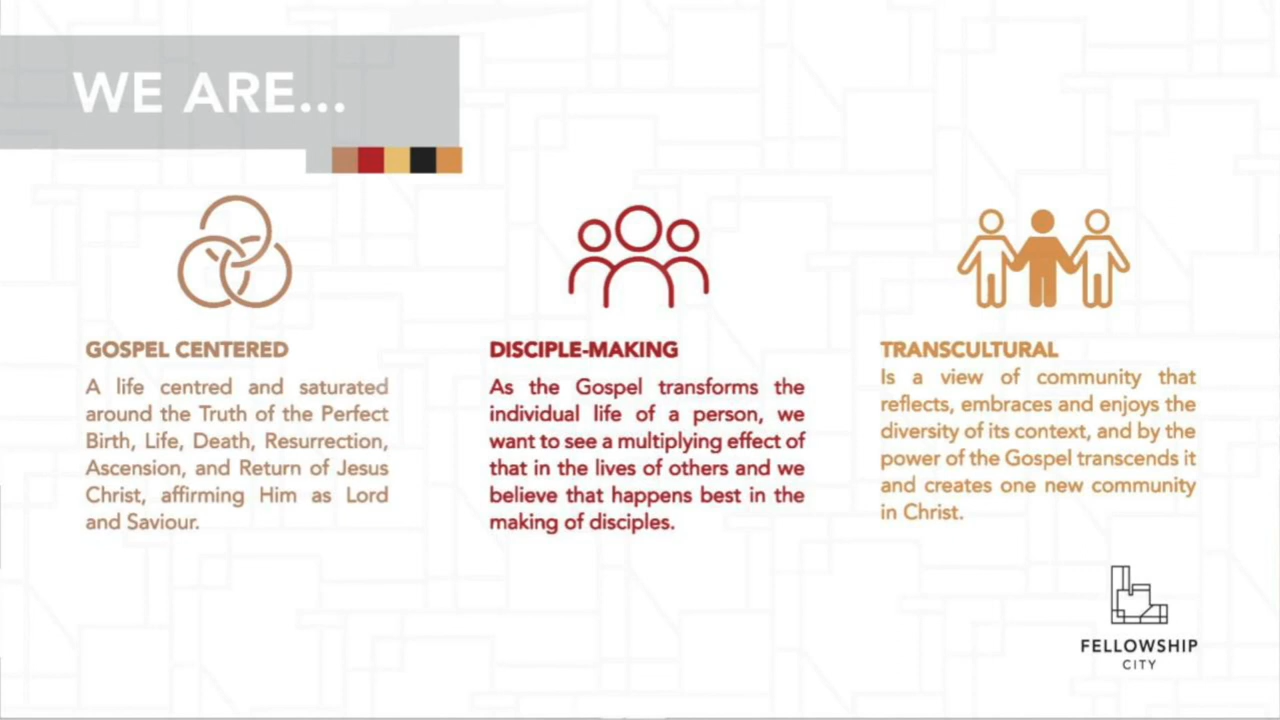 WE ARE...
GOSPEL CENTERED
A life centred and saturated
around the Truth of the Perfect
Birth, Life, Death, Resurrection,
Ascension, and Return of Jesus
Christ, affirming Him as Lord
and Saviour.
DISCIPLE-MAKING
As the Gospel transforms the
individual life of a person, we
want to see a multiplying effect of
that in the lives of others and we
believe that happens best in the
making of disciples.
TRANSCULTURAL
Is a view of community that
reflects, embraces and enjoys the
diversity of its context, and by the
power of the Gospel transcends it
and creates one new community
in Christ.
FELLOWSHIP
CITY